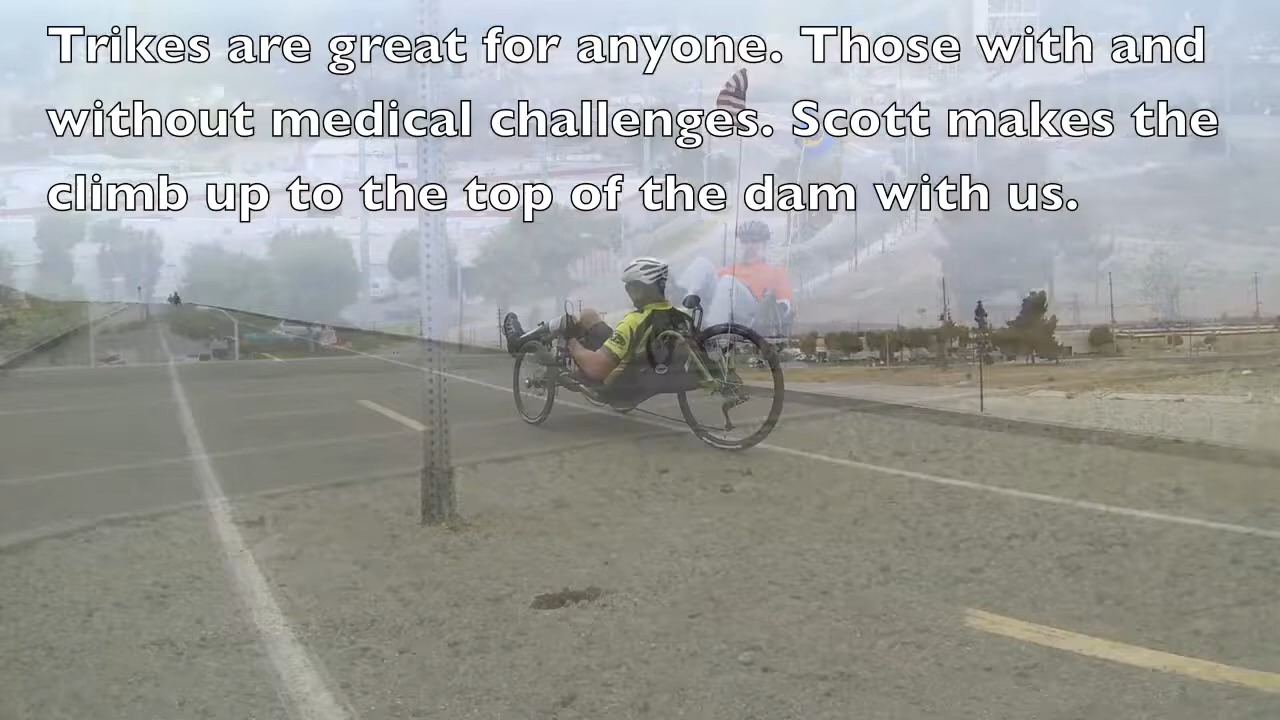 Trikes are great for anyone. Those with and
without medical challenges. Scott makes the
climb up to the top of the dam with us.